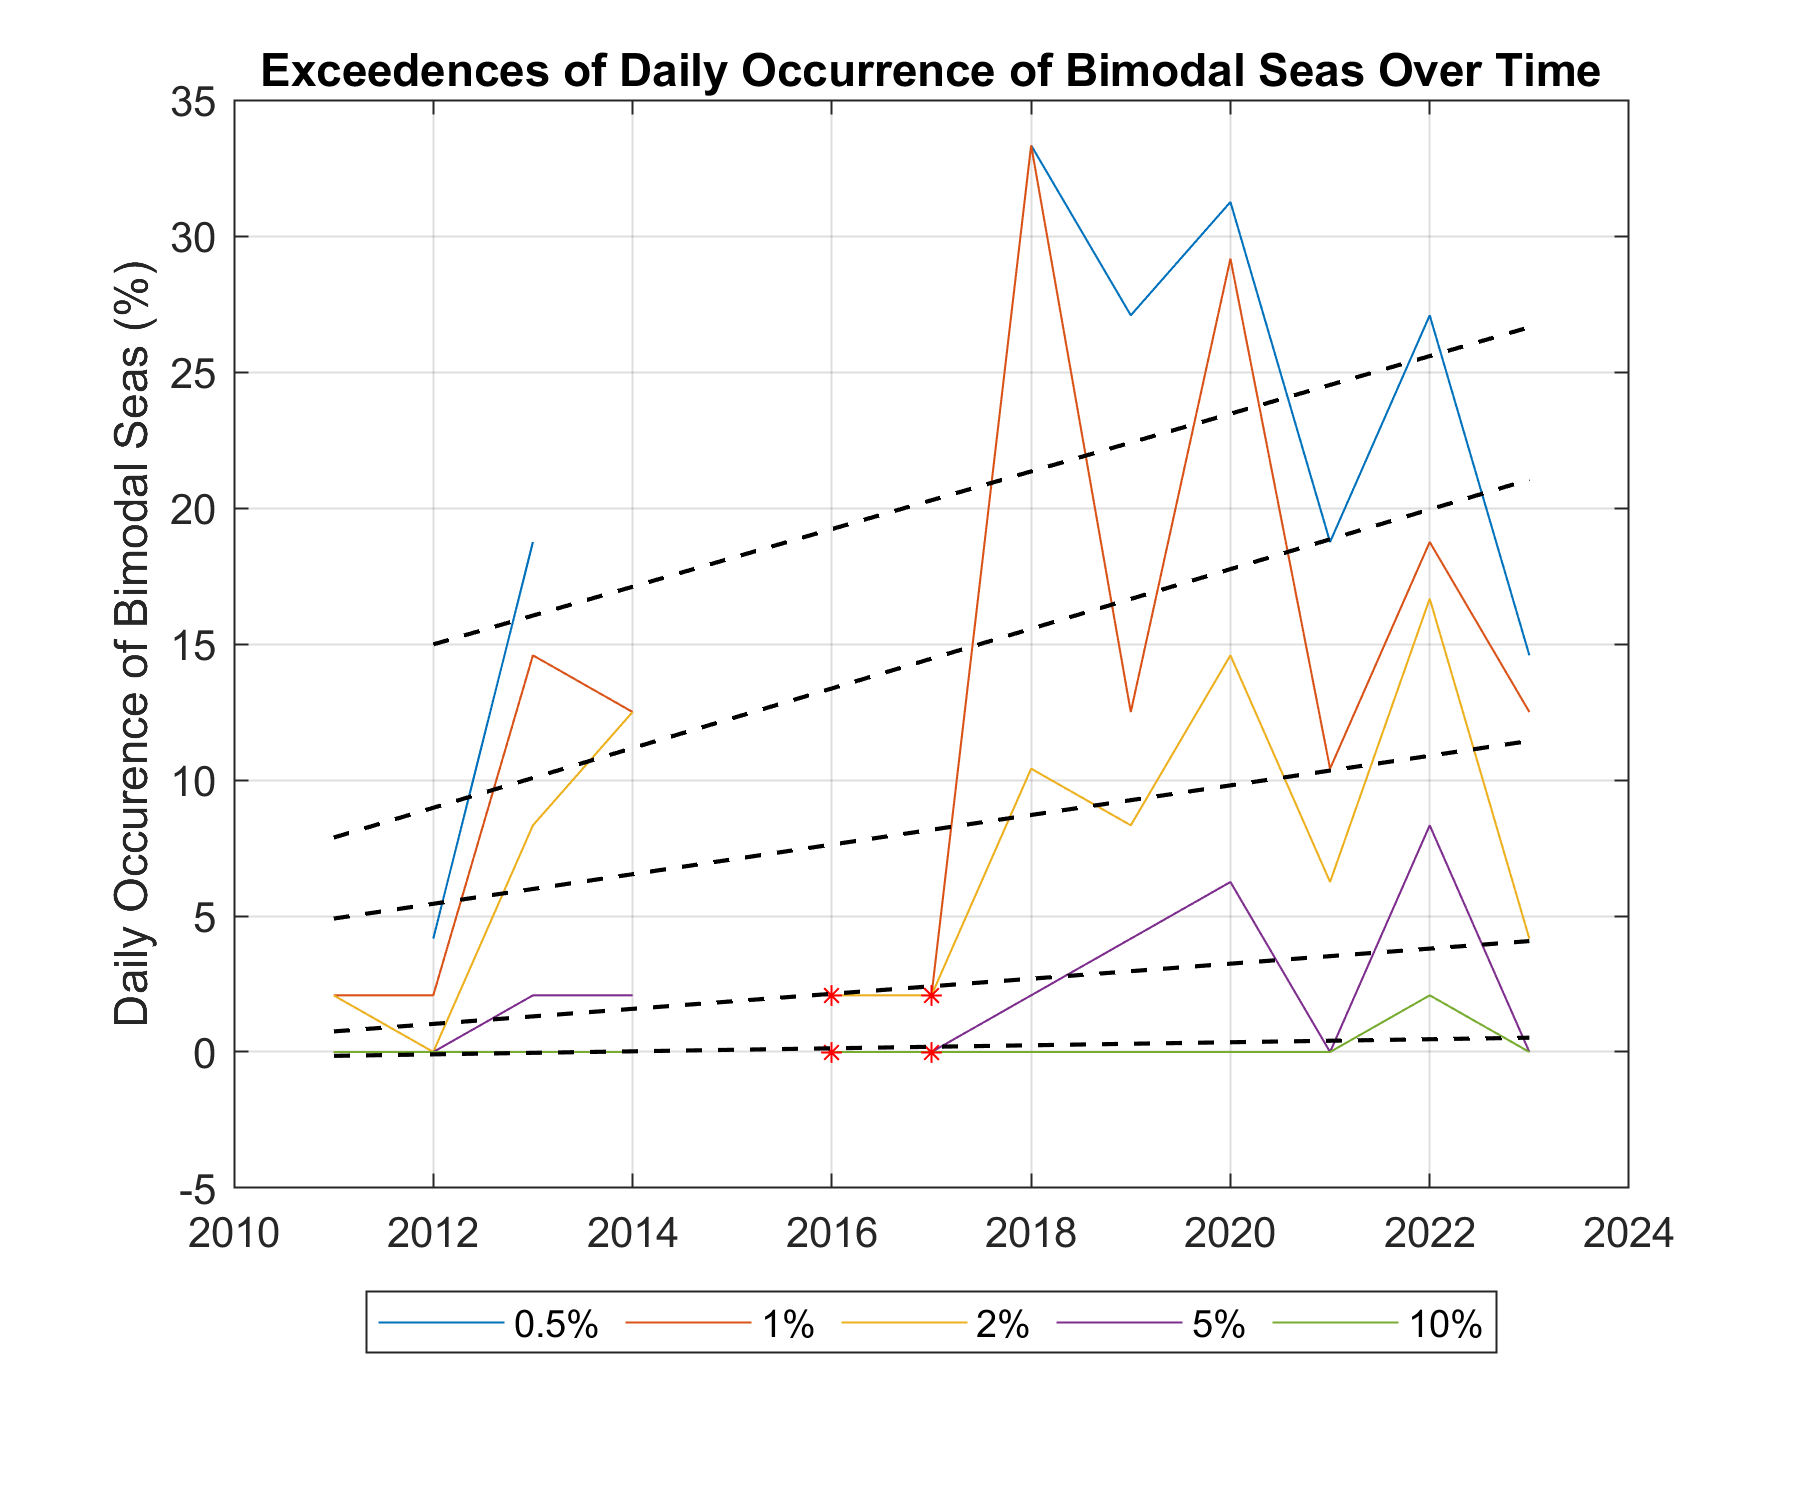 Exceedences of Daily Occurrence of Bimodal Seas Over Time
Daily Occurence of Bimodal Seas (%)
35
30
25
20
15
10
5
0
-5
2010 2012 2014 2016 2018 2020 2022 2024
0.5% 1% 2% 5% 10%